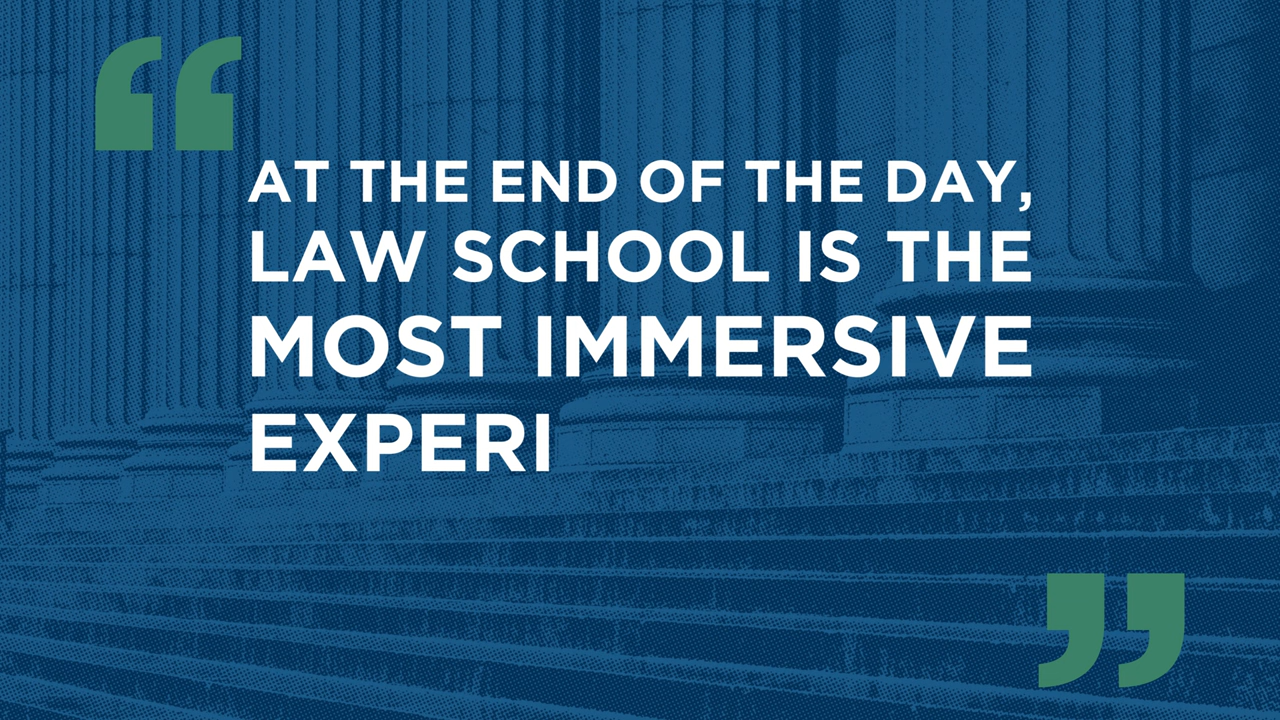 AT THE END OF THE DAY,
LAW SCHOOL IS THE
MOST IMMERSIVE
EXPERI